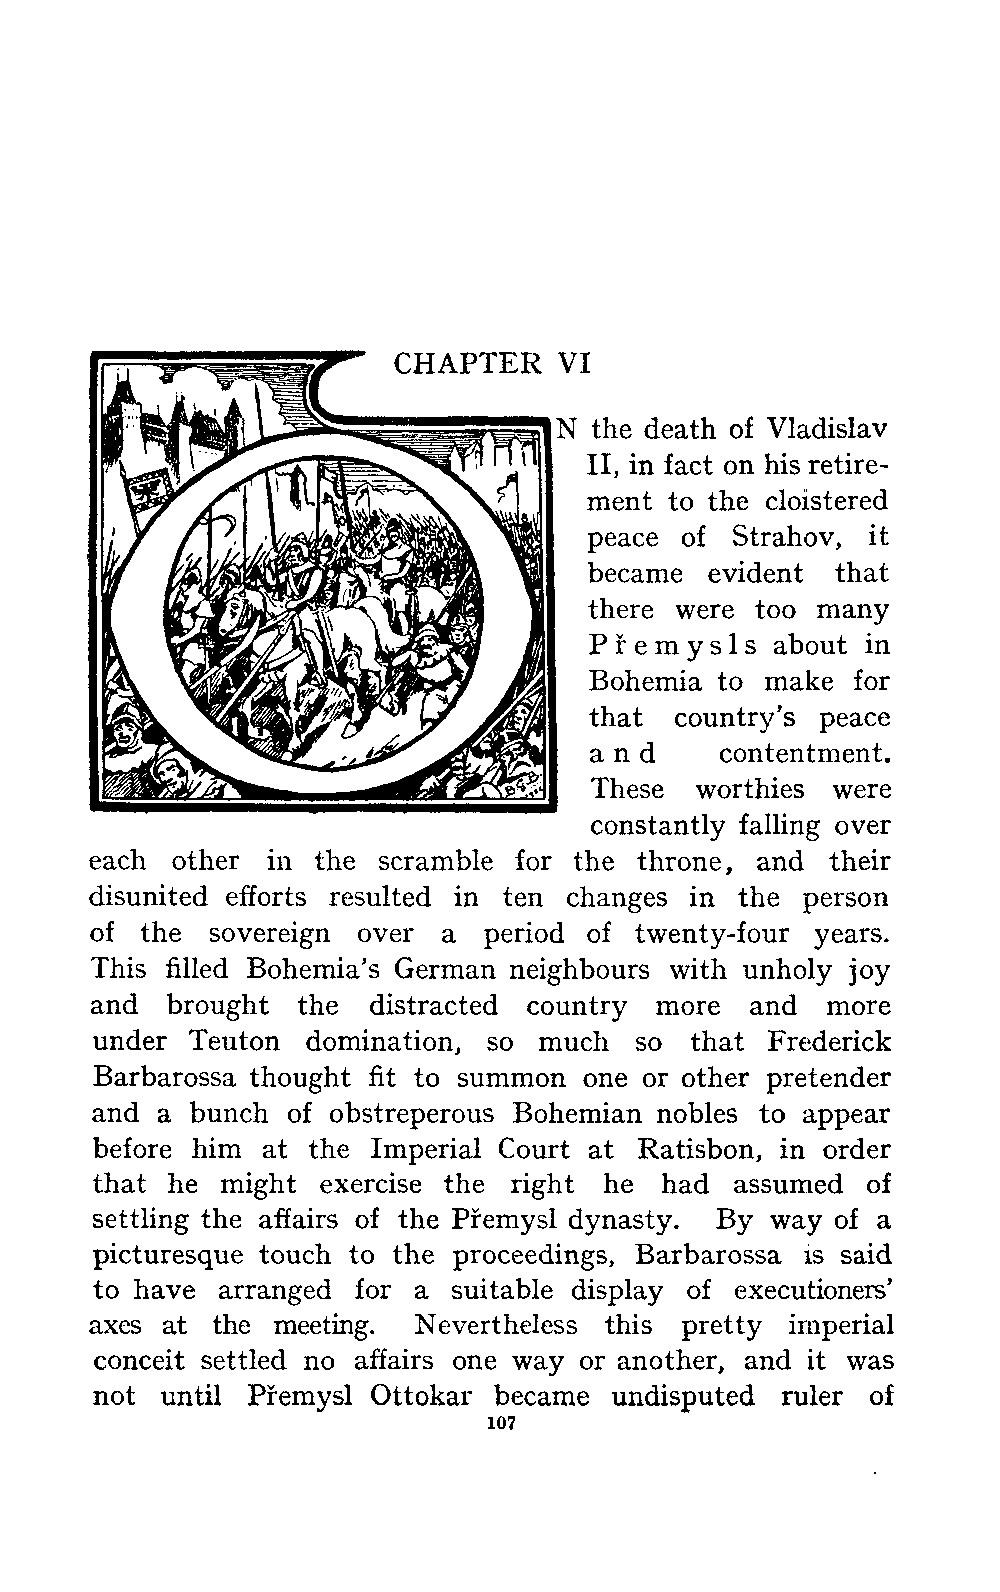 CHAPTER VI
ON the death of Vladislav
II, in fact on his retire-
ment to the cloistered
peace of Strahov, it
became evident that
there were too many
Přemysls about in
Bohemia to make for
that country's peace
and contentment.
These worthies were
constantly falling over
each other in the scramble for the throne, and their
disunited efforts resulted in ten changes in the person
of the sovereign over a period of twenty-four years.
This filled Bohemia's German neighbours with unholy joy
and brought the distracted country more and more
under Teuton domination, so much so that Frederick
Barbarossa thought fit to summon one or other pretender
and a bunch of obstreperous Bohemian nobles to appear
before him at the Imperial Court at Ratisbon, in order
that he might exercise the right he had assumed of
settling the affairs of the Přemysl dynasty. By way of a
picturesque touch to the proceedings, Barbarossa is said
to have arranged for a suitable display of executioners'
axes at the meeting. Nevertheless this pretty imperial
conceit settled no affairs one way or another, and it was
not until Přemysl Ottokar became undisputed ruler of
107